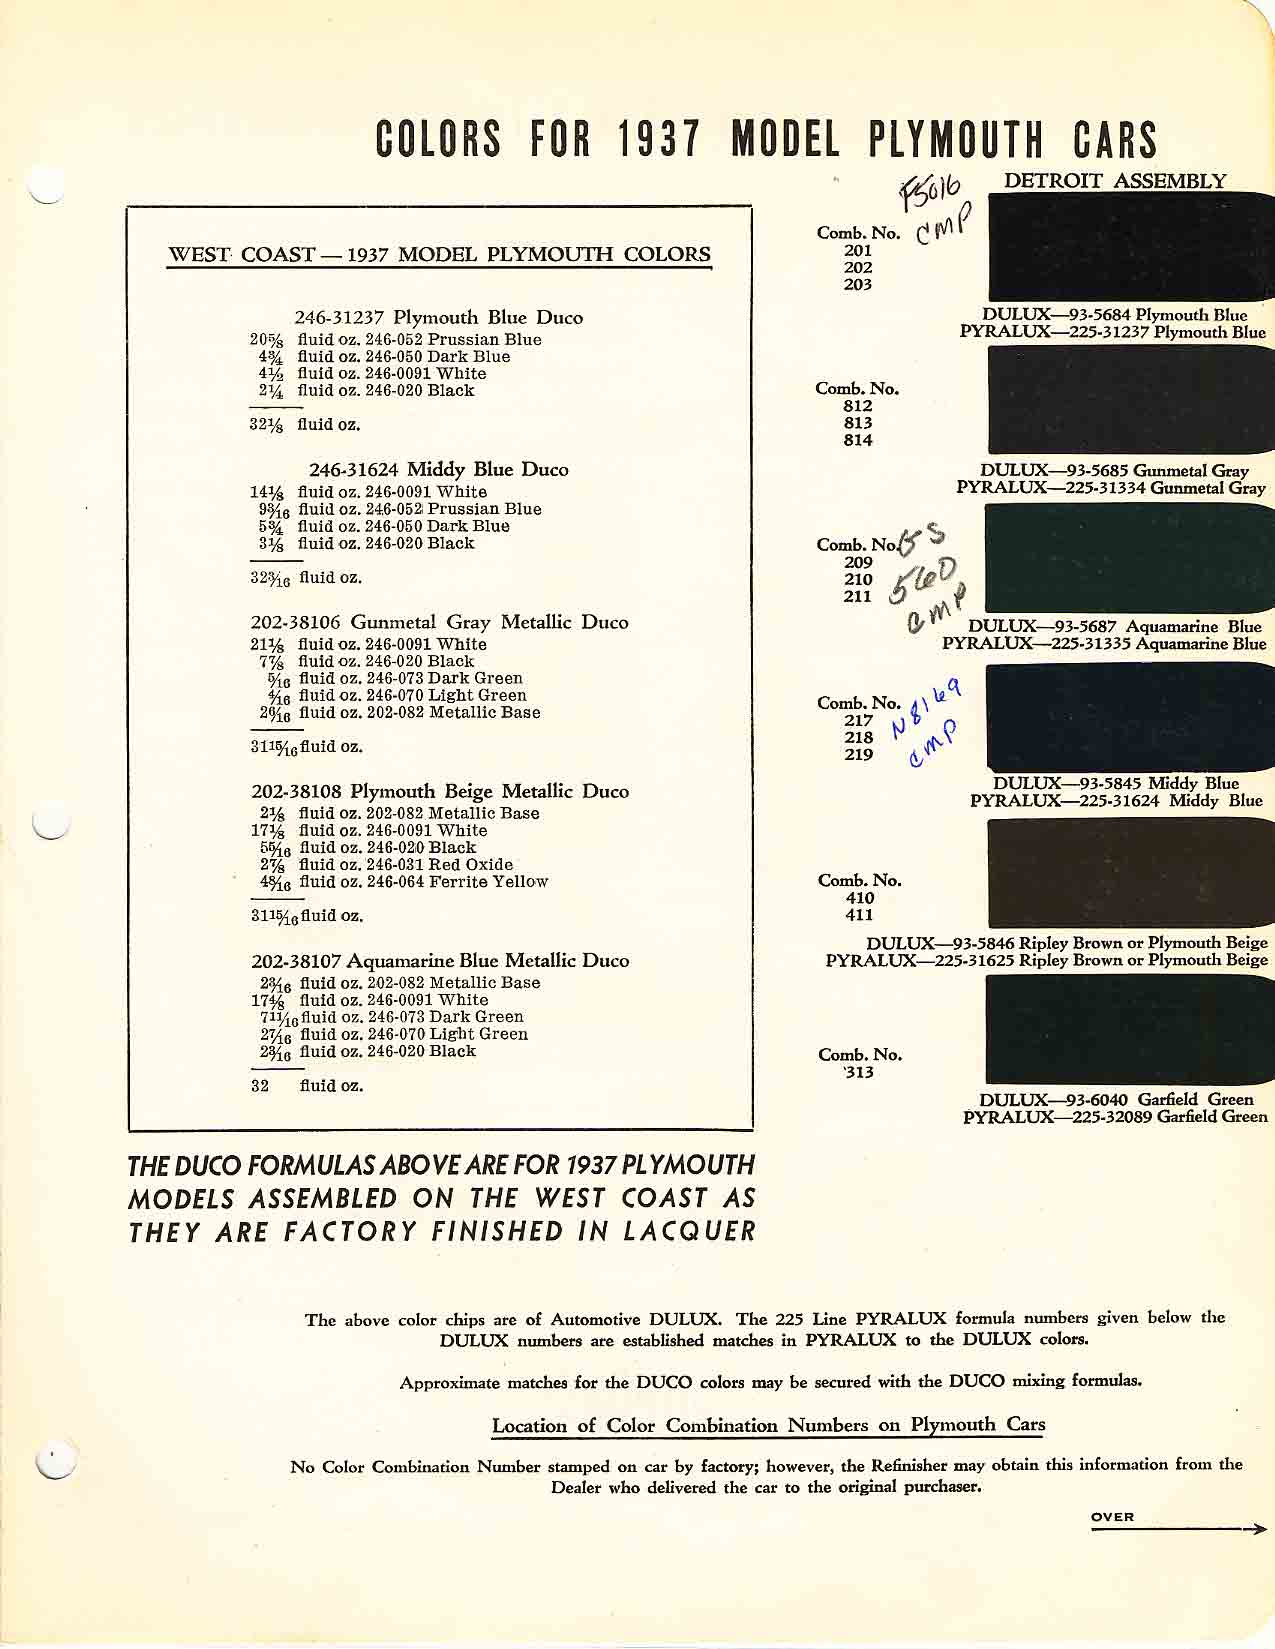 COLORS FOR 1937 MODEL PLYMOUTH CARS
WEST COAST — 1937 MODEL PLYMOUTH COLORS
246-31237 Plymouth Blue Duco
20⅝ fluid oz. 246-052 Prussian Blue
4¾ fluid oz. 246-050 Dark Blue
4½ fluid oz. 246-0091 White
2¼ fluid oz. 246-020 Black
32⅛ fluid oz.
246-31624 Middy Blue Duco
14⅛ fluid oz. 246-0091 White
9 3/16 fluid oz. 246-052 Prussian Blue
5¾ fluid oz. 246-050 Dark Blue
3⅛ fluid oz. 246-020 Black
32 3/16 fluid oz.
202-38106 Gunmetal Gray Metallic Duco
21⅛ fluid oz. 246-0091 White
7⅞ fluid oz. 246-020 Black
5/16 fluid oz. 246-073 Dark Green
fluid oz. 246-070 Light Green
fluid oz. 202-082 Metallic Base
31 15/16 fluid oz.
202-38108 Plymouth Beige Metallic Duco
2⅛ fluid oz. 202-082 Metallic Base
17⅛ fluid oz. 246-0091 White
5 5/16 fluid oz. 246-020 Black
2⅞ fluid oz. 246-031 Red Oxide
fluid oz. 246-064 Ferrite Yellow
31 15/16 fluid oz.
202-38107 Aquamarine Blue Metallic Duco
2 3/16 fluid oz. 202-082 Metallic Base
fluid oz. 246-0091 White
7 11/16 fluid oz. 246-073 Dark Green
2 7/16 fluid oz. 246-070 Light Green
2 3/16 fluid oz. 246-020 Black
32 fluid oz.
THE DUCO FORMULAS ABOVE ARE FOR 1937 PLYMOUTH
MODELS ASSEMBLED ON THE WEST COAST AS
THEY ARE FACTORY FINISHED IN LACQUER
DETROIT ASSEMBLY
F5016
CMP
Comb. No.
201
202
203
DULUX—93-5684 Plymouth Blue
PYRALUX—225-31237 Plymouth Blue
Comb. No.
812
813
814
DULUX—93-5685 Gunmetal Gray
PYRALUX—225-31334 Gunmetal Gray
Comb. No.
209
210
211
560
CMP
DULUX—93-5687 Aquamarine Blue
PYRALUX—225-31335 Aquamarine Blue
Comb. No.
217
218
219
N8169
CMP
DULUX—93-5845 Middy Blue
PYRALUX—225-31624 Middy Blue
Comb. No.
410
411
DULUX—93-5846 Ripley Brown or Plymouth Beige
PYRALUX—225-31625 Ripley Brown or Plymouth Beige
Comb. No.
313
DULUX—93-6040 Garfield Green
PYRALUX—225-32089 Garfield Green
The above color chips are of Automotive DULUX. The 225 Line PYRALUX formula numbers given below the
DULUX numbers are established matches in PYRALUX to the DULUX colors.
Approximate matches for the DUCO colors may be secured with the DUCO mixing formulas.
Location of Color Combination Numbers on Plymouth Cars
No Color Combination Number stamped on car by factory; however, the Refinisher may obtain this information from the
Dealer who delivered the car to the original purchaser.
OVER